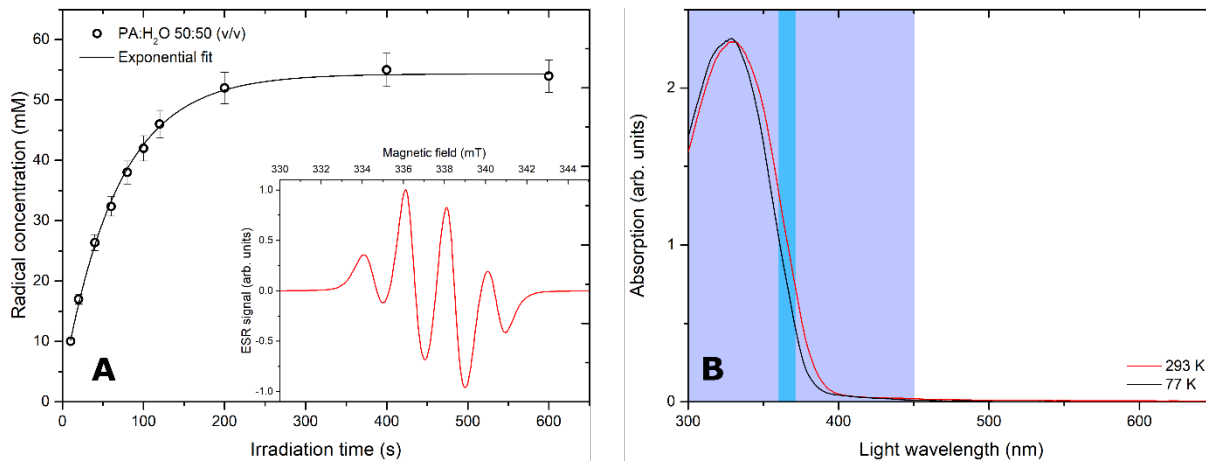 60
50
40
30
20
10
0
Radical concentration (mM)
PA:H₂O 50:50 (v/v)
Exponential fit
Magnetic field (mT)
330 332 334 336 338 340 342 344
1.0
0.5
0.0
-0.5
-1.0
ESR signal (arb. units)
A
0 100 200 300 400 500 600
Irradiation time (s)
2
1
0
Absorption (arb. units)
B
293 K
77 K
300 400 500 600
Light wavelength (nm)